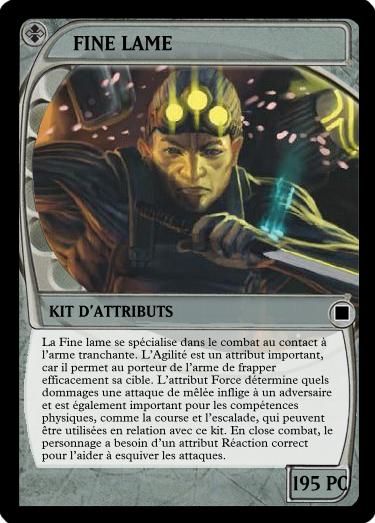 FINE LAME
KIT D'ATTRIBUTS
La Fine lame se spécialise dans le combat au contact à
l'arme tranchante. L'Agilité est un attribut important,
car il permet au porteur de l'arme de frapper
efficacement sa cible. L'attribut Force détermine quels
dommages une attaque de mêlée inflige à un adversaire
et est également important pour les compétences
physiques, comme la course et l'escalade, qui peuvent
être utilisées en relation avec ce kit. En close combat, le
personnage a besoin d'un attribut Réaction correct
pour l'aider à esquiver les attaques.
195 PC